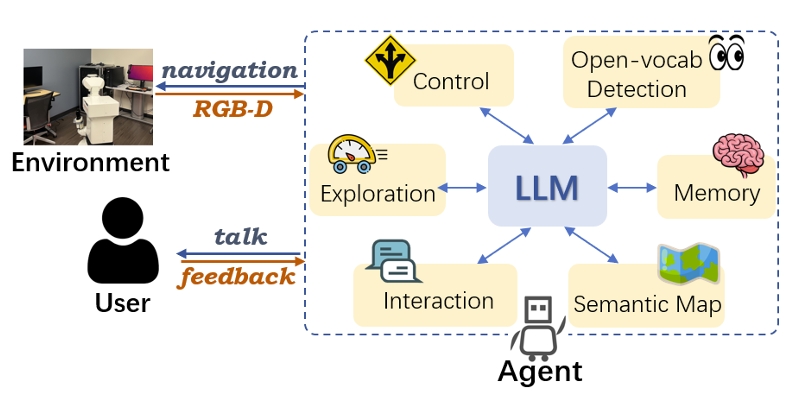 navigation
RGB-D
Environment
talk
feedback
User
Control
Open-vocab
Detection
Exploration
LLM
Memory
Interaction
Semantic Map
Agent